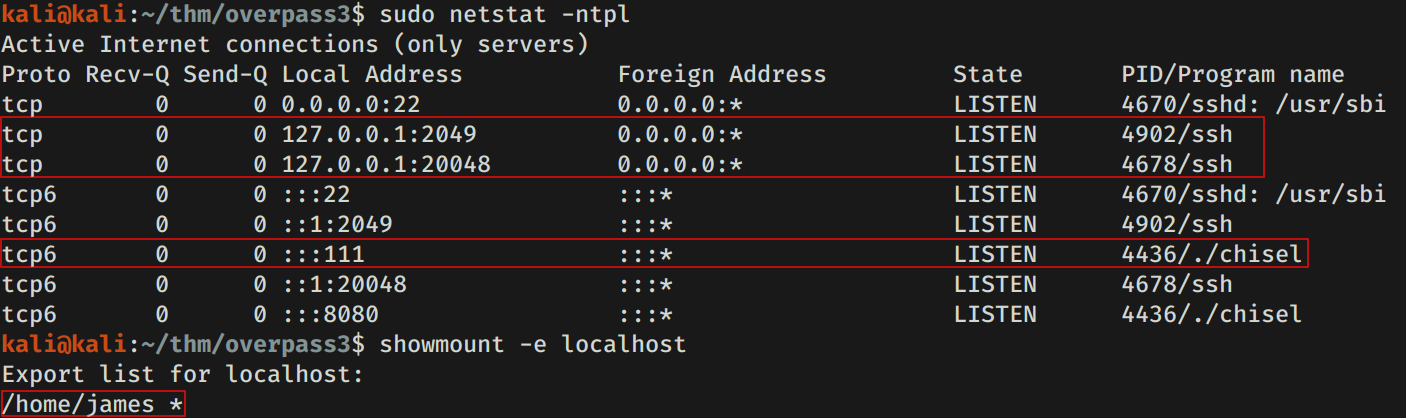 kali@kali:~/thm/overpass3$ sudo netstat -ntpl
Active Internet connections (only servers)
Proto Recv-Q Send-Q Local Address           Foreign Address         State       PID/Program name
tcp        0      0 0.0.0.0:22              0.0.0.0:*               LISTEN      4670/sshd: /usr/sbi
tcp        0      0 127.0.0.1:2049          0.0.0.0:*               LISTEN      4902/ssh
tcp        0      0 127.0.0.1:20048         0.0.0.0:*               LISTEN      4678/ssh
tcp6       0      0 :::22                   :::*                    LISTEN      4670/sshd: /usr/sbi
tcp6       0      0 ::1:2049                :::*                    LISTEN      4902/ssh
tcp6       0      0 :::111                  :::*                    LISTEN      4436/./chisel
tcp6       0      0 ::1:20048               :::*                    LISTEN      4678/ssh
tcp6       0      0 :::8080                 :::*                    LISTEN      4436/./chisel
kali@kali:~/thm/overpass3$ showmount -e localhost
Export list for localhost:
/home/james *